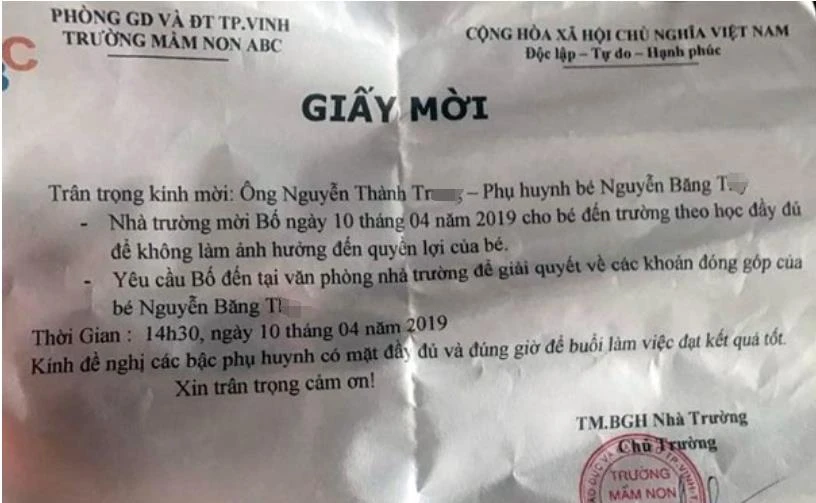 PHÒNG GD VÀ ĐT TP.VINH
TRƯỜNG MẦM NON ABC
CỘNG HÒA XÃ HỘI CHỦ NGHĨA VIỆT NAM
Độc lập – Tự do – Hạnh phúc
C
GIẤY MỜI
Trân trọng kinh mời: Ông Nguyễn Thành – Phụ huynh bé Nguyễn Băng
- Nhà trường mời Bố ngày 10 tháng 04 năm 2019 cho bé đến trường theo học đầy đủ
để không làm ảnh hưởng đến quyền lợi của bé.
- Yêu cầu Bố đến tại văn phòng nhà trường để giải quyết về các khoản đóng góp của
bé Nguyễn Băng
Thời Gian : 14h30, ngày 10 tháng 04 năm 2019
Kính đề nghị các bậc phụ huynh có mặt đầy đủ và đúng giờ để buổi làm việc đạt kết quả tốt.
Xin trân trọng cảm ơn!
TM.BGH Nhà Trường
Chủ Trường
TP.VINH
TRƯỜNG
MẦM NON